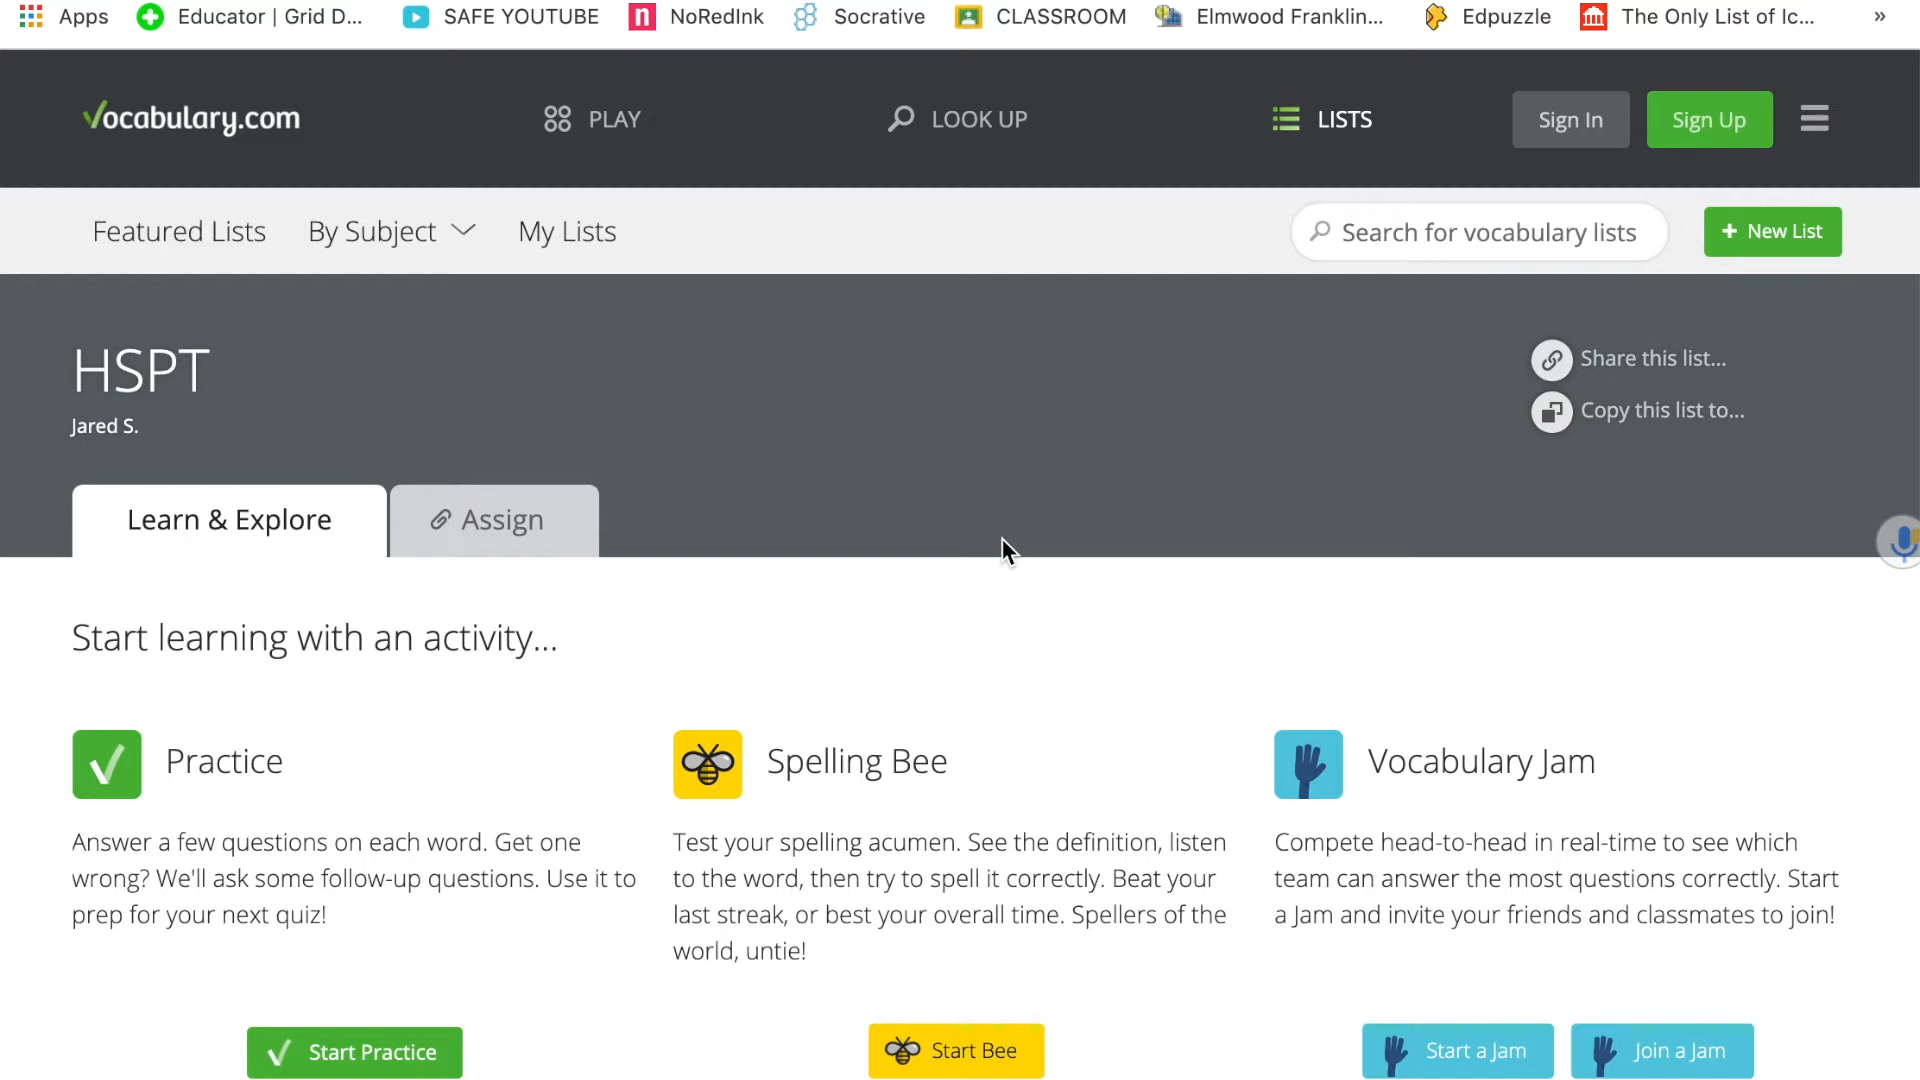 Apps Educator | Grid D... SAFE YOUTUBE n NoRedInk Socrative CLASSROOM Elmwood Franklin... Edpuzzle The Only List of Ic... »
Vocabulary.com PLAY LOOK UP LISTS Sign In Sign Up
Featured Lists By Subject My Lists Search for vocabulary lists + New List
HSPT
Jared S.
Share this list...
Copy this list to...
Learn & Explore Assign
Start learning with an activity...
Practice
Answer a few questions on each word. Get one
wrong? We'll ask some follow-up questions. Use it to
prep for your next quiz!
Start Practice
Spelling Bee
Test your spelling acumen. See the definition, listen
to the word, then try to spell it correctly. Beat your
last streak, or best your overall time. Spellers of the
world, untie!
Start Bee
Vocabulary Jam
Compete head-to-head in real-time to see which
team can answer the most questions correctly. Start
a Jam and invite your friends and classmates to join!
Start a Jam Join a Jam